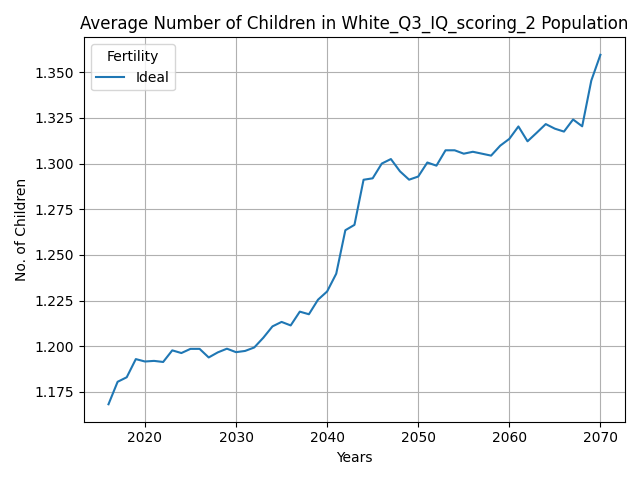 Average Number of Children in White_Q3_IQ_scoring_2 Population
Fertility
Ideal
No. of Children
1.350
1.325
1.300
1.275
1.250
1.225
1.200
1.175
2020 2030 2040 2050 2060 2070
Years